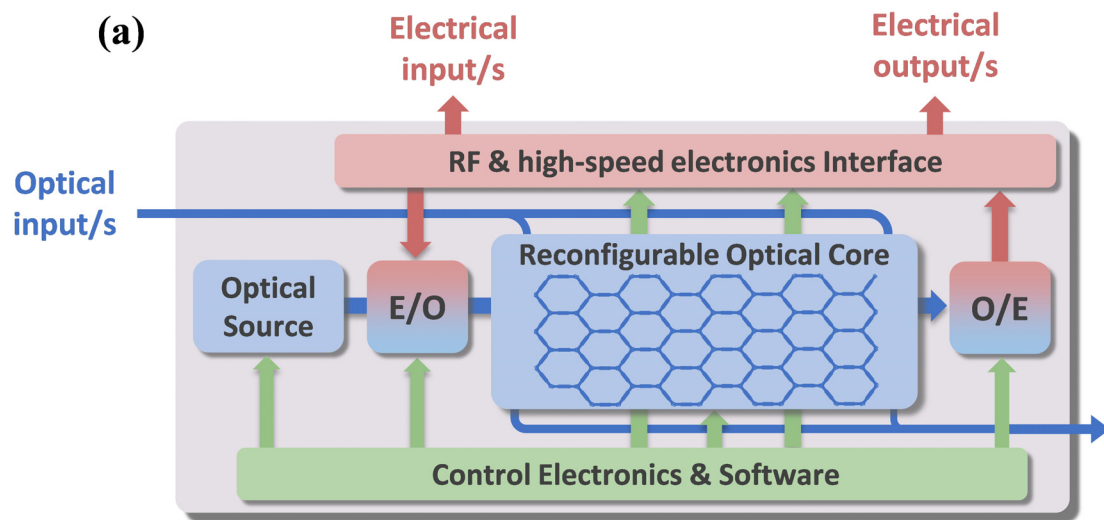 (a)
Electrical
input/s
Electrical
output/s
RF & high-speed electronics Interface
Optical
input/s
Reconfigurable Optical Core
Optical
Source
E/O
O/E
Control Electronics & Software